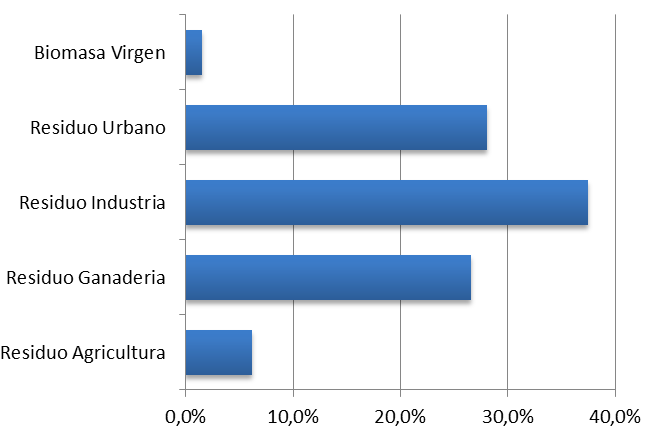 Biomasa Virgen
Residuo Urbano
Residuo Industria
Residuo Ganaderia
Residuo Agricultura
0,0% 10,0% 20,0% 30,0% 40,0%